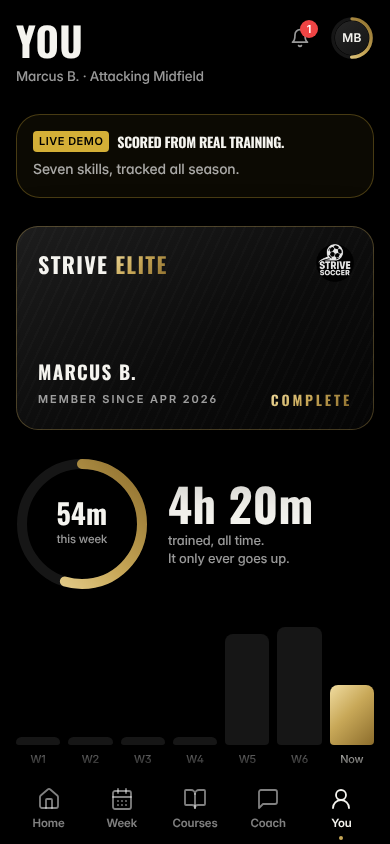 YOU
1
MB
Marcus B. · Attacking Midfield
LIVE DEMO SCORED FROM REAL TRAINING.
Seven skills, tracked all season.
STRIVE ELITE
STRIVE
SOCCER
MARCUS B.
MEMBER SINCE APR 2026
COMPLETE
54m
this week
4h 20m
trained, all time.
It only ever goes up.
W1 W2 W3 W4 W5 W6 Now
Home Week Courses Coach You